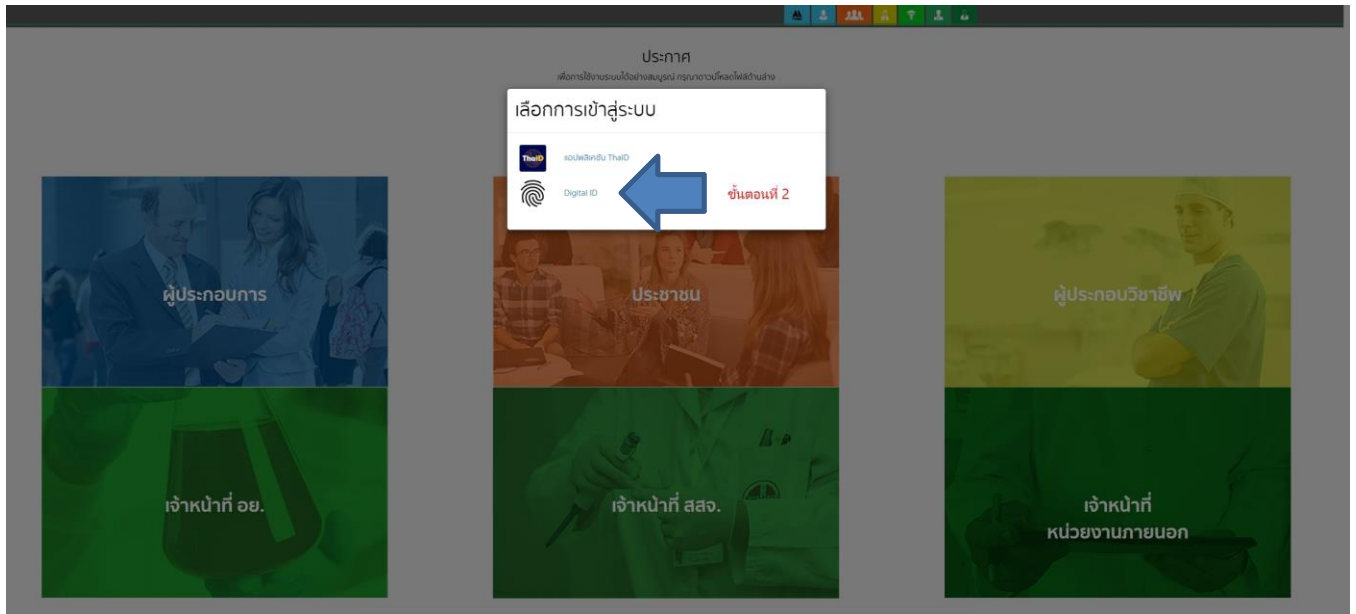 ประกาศ
เพื่อการใช้งานระบบได้อย่างสมบูรณ์ กรุณาดาวน์โหลดไฟล์ด้านล่าง
เลือกการเข้าสู่ระบบ
ThaID
แอปพลิเคชัน ThaID
Digital ID
ขั้นตอนที่ 2
ผู้ประกอบการ
ประชาชน
ผู้ประกอบวิชาชีพ
เจ้าหน้าที่ อย.
เจ้าหน้าที่ สสจ.
เจ้าหน้าที่
หน่วยงานภายนอก